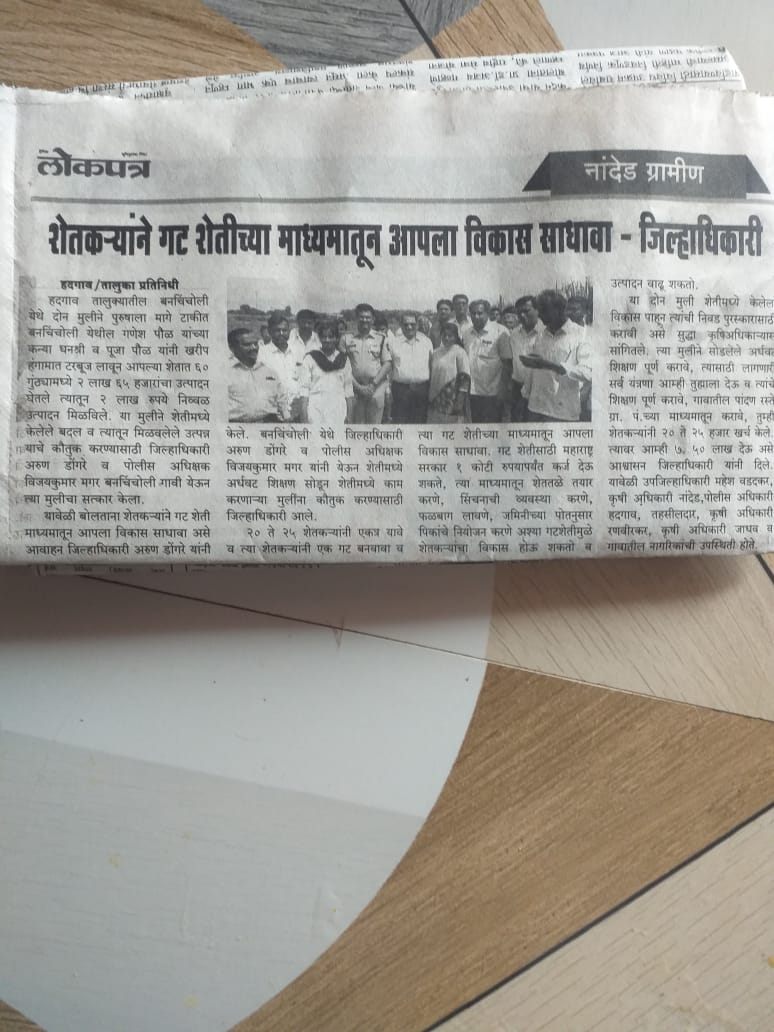 लोकपत्र
नांदेड ग्रामीण
शेतकऱ्यांने गट शेतीच्या माध्यमातून आपला विकास साधावा - जिल्हाधिकारी
हदगाव/तालुका प्रतिनिधी
हदगाव तालुक्यातील बनचिंचोली
येथे दोन मुलीने पुरुषाला मागे टाकीत
बनचिंचोली येथील गणेश पौळ यांच्या
कन्या धनश्री व पूजा पौळ यांनी खरीप
हंगामात टरबूज लावून आपल्या शेतात ६०
गुंठ्यामध्ये २ लाख ६५ हजारांचा उत्पादन
घेतले त्यातून २ लाख रुपये निव्वळ
उत्पादन मिळविले. या मुलीने शेतीमध्ये
केलेले बदल व त्यातून मिळवलेले उत्पन्न
याचे कौतुक करण्यासाठी जिल्हाधिकारी
अरुण डोंगरे व पोलीस अधिक्षक
विजयकुमार मगर बनचिंचोली गावी येऊन
त्या मुलीचा सत्कार केला.
यावेळी बोलताना शेतकऱ्याने गट शेती
माध्यमातून आपला विकास साधावा असे
आवाहन जिल्हाधिकारी अरुण डोंगरे यांनी
केले. बनचिंचोली येथे जिल्हाधिकारी
अरुण डोंगरे व पोलीस अधिक्षक
विजयकुमार मगर यांनी येऊन शेतीमध्ये
अर्धवट शिक्षण सोडून शेतीमध्ये काम
करणाऱ्या मुलींना कौतुक करण्यासाठी
जिल्हाधिकारी आले.
२० ते २५ शेतकऱ्यांनी एकत्र यावे
व त्या शेतकऱ्यांनी एक गट बनवावा व
त्या गट शेतीच्या माध्यमातून आपला
विकास साधावा. गट शेतीसाठी महाराष्ट्र
सरकार १ कोटी रुपयापर्यंत कर्ज देऊ
शकते, त्या माध्यमातून शेततळे तयार
करणे, सिंचनाची व्यवस्था करणे,
फळबाग लावणे, जमिनीच्या पोतनुसार
पिकांचे नियोजन करणे अश्या गटशेतीमुळे
शेतकऱ्यांचा विकास होऊ शकतो व
उत्पादन वाढू शकतो.
या दोन मुली शेतीमध्ये केलेल
विकास पाहून त्यांची निवड पुरस्कारासाठ
करावी असे सुद्धा कृषिअधिकाऱ्यास
सांगितले. त्या मुलीने सोडलेले अर्धव
शिक्षण पूर्ण करावे, त्यासाठी लागणार
सर्व यंत्रणा आम्ही तुह्याला देऊ व त्यांच
शिक्षण पूर्ण करावे, गावातील पांदण रस्ते
ग्रा. पं.च्या माध्यमातून करावे, तुम्ही
शेतकऱ्यांनी २० ते २५ हजार खर्च केले
त्यावर आम्ही ७. ५० लाख देऊ असे
आश्वासन जिल्हाधिकारी यांनी दिले.
यावेळी उपजिल्हाधिकारी महेश वडदकर,
कृषी अधिकारी नांदेड,पोलीस अधिकारी
हदगाव, तहसीलदार, कृषी अधिकारी
रणवीरकर, कृषी अधिकारी जाधव व
गावातील नागरिकांची उपस्थिती होते.